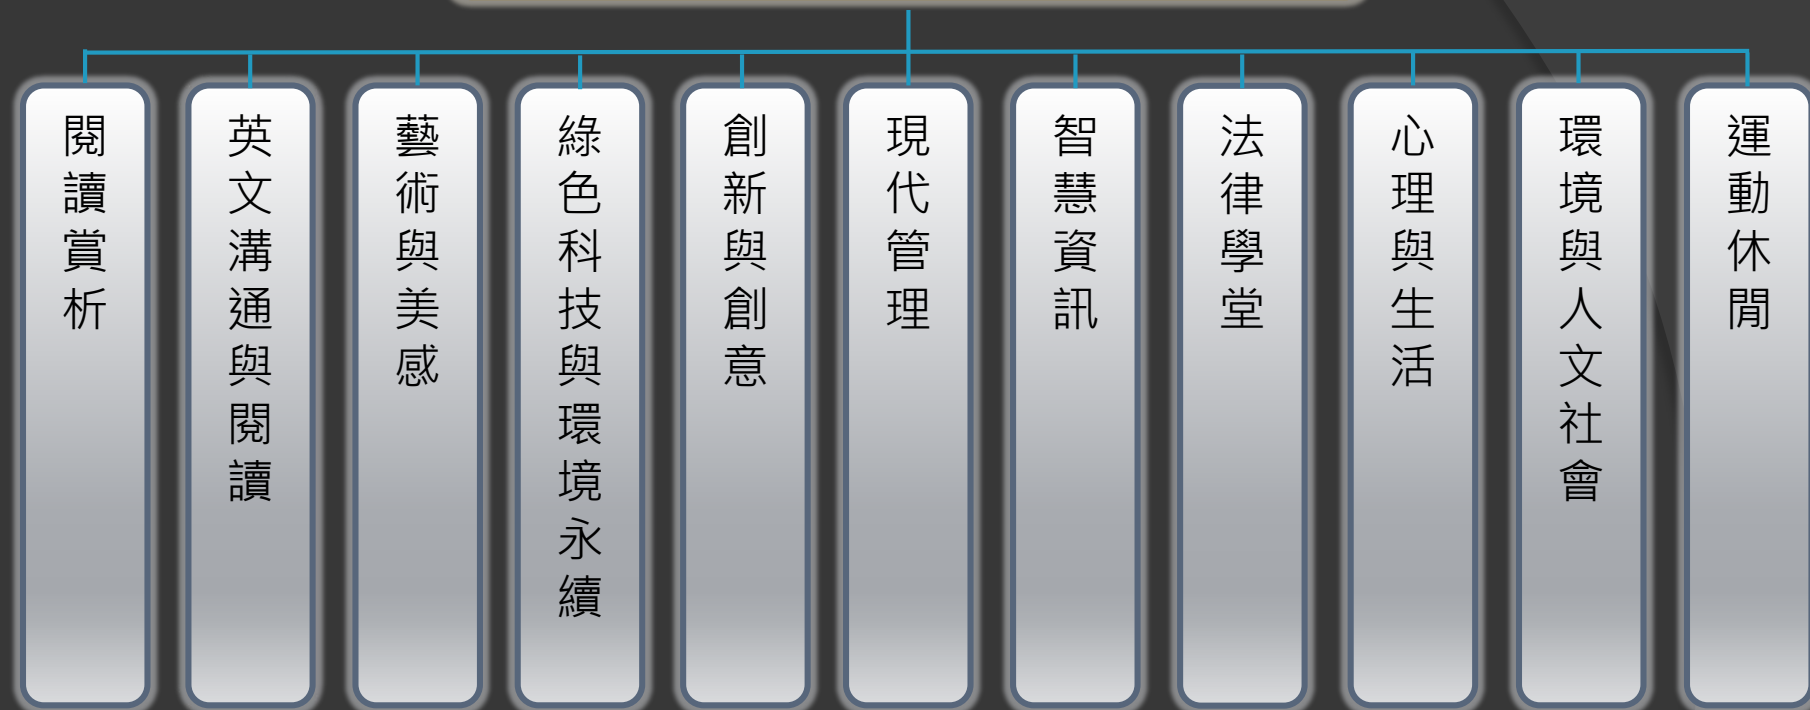 閱讀賞析
英文溝通與閱讀
藝術與美感
綠色科技與環境永續
創新與創意
現代管理
智慧資訊
法律學堂
心理與生活
環境與人文社會
運動休閒